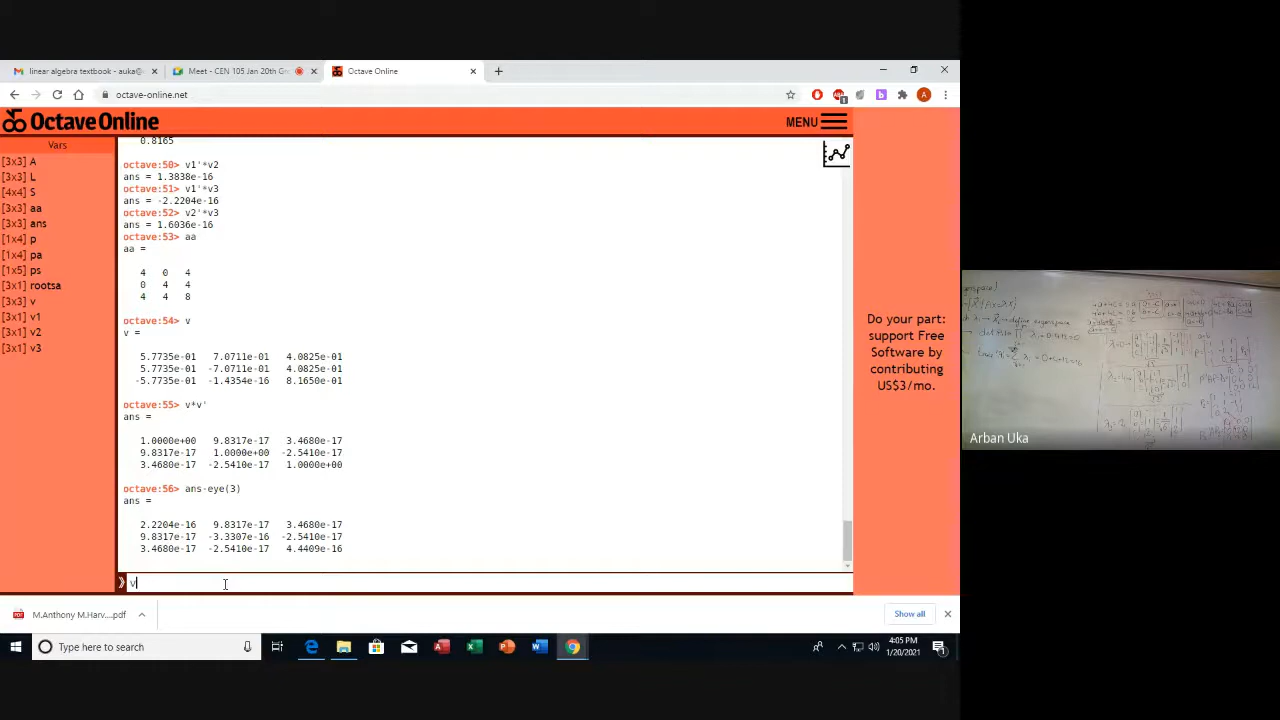 linear algebra textbook - auka@
Meet - CEN 105 Jan 20th Gr
Octave Online
octave-online.net
Octave Online
MENU
Vars
[3x3] A
[3x3] L
[4x4] S
[3x3] aa
[3x3] ans
[1x4] p
[1x4] pa
[1x5] ps
[3x1] rootsa
[3x3] v
[3x1] v1
[3x1] v2
[3x1] v3
0.8165
octave:50> v1'*v2
ans = 1.3838e-16
octave:51> v1'*v3
ans = -2.2204e-16
octave:52> v2'*v3
ans = 1.6036e-16
octave:53> aa
aa =
4 0 4
0 4 4
4 4 8
octave:54> v
v =
5.7735e-01 7.0711e-01 4.0825e-01
5.7735e-01 -7.0711e-01 4.0825e-01
-5.7735e-01 -1.4354e-16 8.1650e-01
octave:55> v*v'
ans =
1.0000e+00 9.8317e-17 3.4680e-17
9.8317e-17 1.0000e+00 -2.5410e-17
3.4680e-17 -2.5410e-17 1.0000e+00
octave:56> ans-eye(3)
ans =
2.2204e-16 9.8317e-17 3.4680e-17
9.8317e-17 -3.3307e-16 -2.5410e-17
3.4680e-17 -2.5410e-17 4.4409e-16
» v
Do your part:
support Free
Software by
contributing
US$3/mo.
M.Anthony M.Harv....pdf
Show all
Type here to search
4:05 PM
1/20/2021
Arban Uka